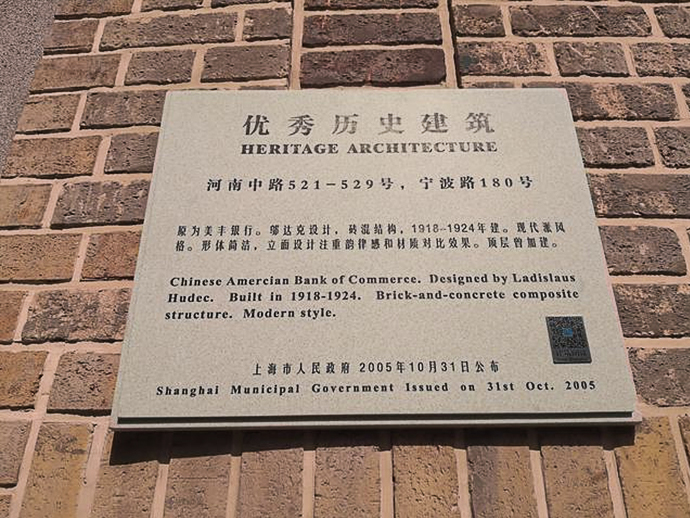 优秀历史建筑
HERITAGE ARCHITECTURE
河南中路521-529号，宁波路180号
原为美丰银行。邬达克设计，砖混结构，1918-1924年建。现代派风
格。形体简洁，立面设计注重韵律感和材质对比效果。顶层曾加建。
Chinese Amercian Bank of Commerce. Designed by Ladislaus
Hudec. Built in 1918-1924. Brick-and-concrete composite
structure. Modern style.
上海市人民政府 2005年10月31日公布
Shanghai Municipal Government Issued on 31st Oct. 2005